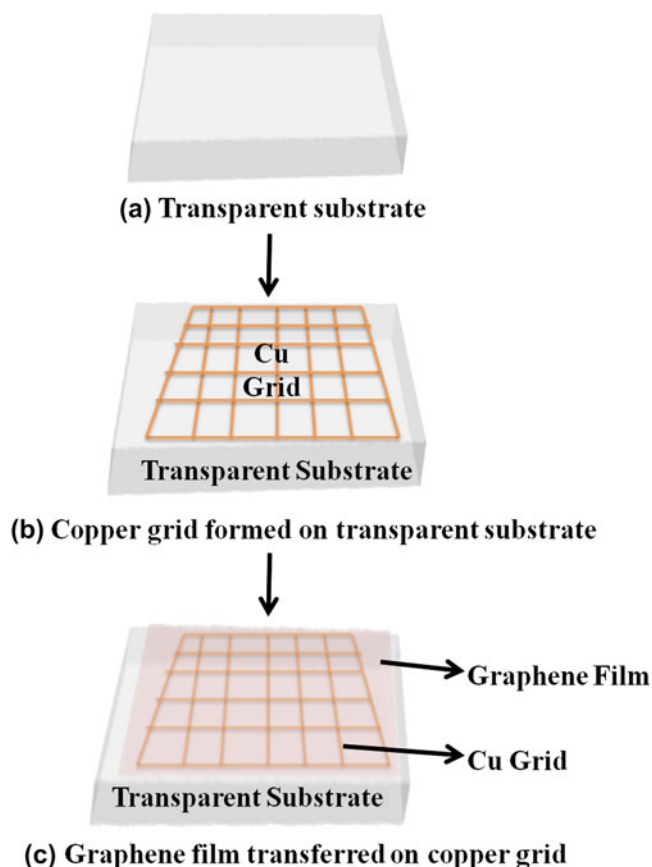 (a) Transparent substrate
Cu
Grid
Transparent Substrate
(b) Copper grid formed on transparent substrate
Graphene Film
Cu Grid
Transparent Substrate
(c) Graphene film transferred on copper grid